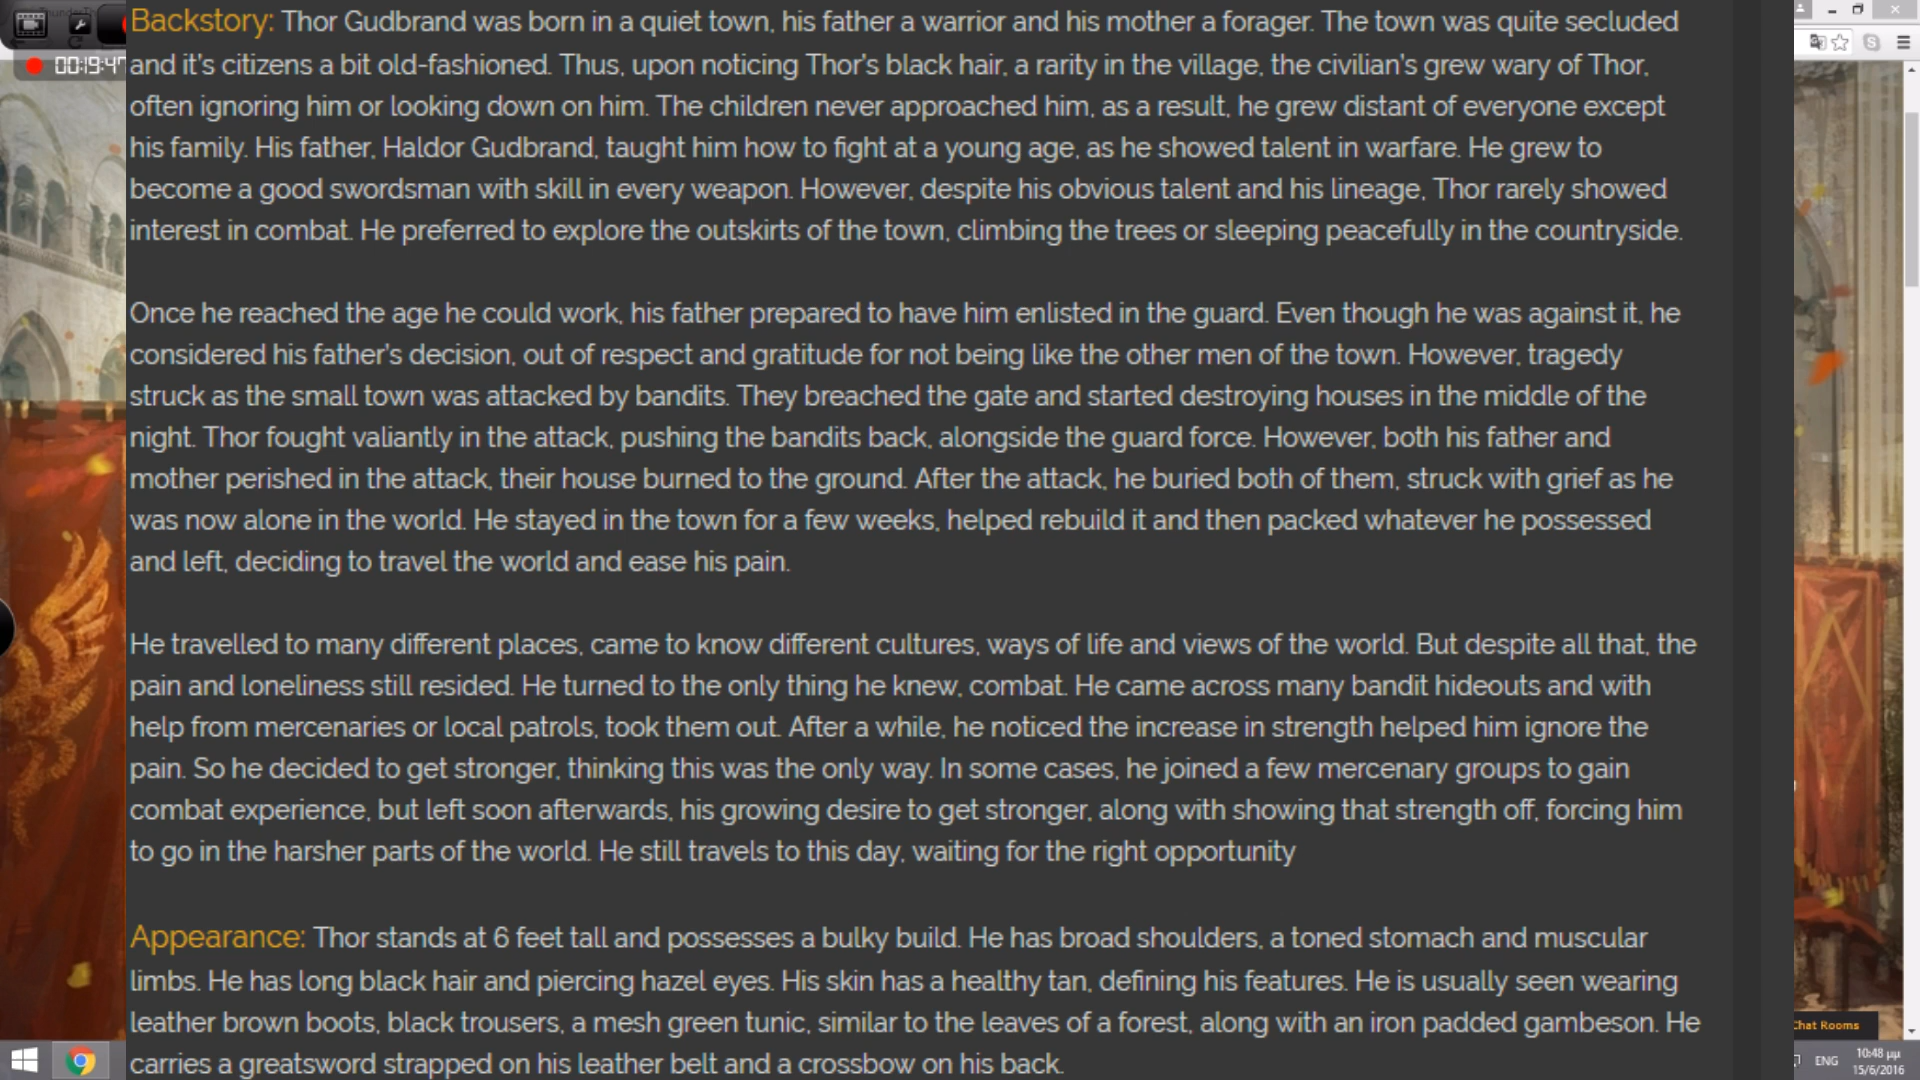 00:19:47
Backstory: Thor Gudbrand was born in a quiet town, his father a warrior and his mother a forager. The town was quite secluded
and it's citizens a bit old-fashioned. Thus, upon noticing Thor's black hair, a rarity in the village, the civilian's grew wary of Thor,
often ignoring him or looking down on him. The children never approached him, as a result, he grew distant of everyone except
his family. His father, Haldor Gudbrand, taught him how to fight at a young age, as he showed talent in warfare. He grew to
become a good swordsman with skill in every weapon. However, despite his obvious talent and his lineage, Thor rarely showed
interest in combat. He preferred to explore the outskirts of the town, climbing the trees or sleeping peacefully in the countryside.
Once he reached the age he could work, his father prepared to have him enlisted in the guard. Even though he was against it, he
considered his father's decision, out of respect and gratitude for not being like the other men of the town. However, tragedy
struck as the small town was attacked by bandits. They breached the gate and started destroying houses in the middle of the
night. Thor fought valiantly in the attack, pushing the bandits back, alongside the guard force. However, both his father and
mother perished in the attack, their house burned to the ground. After the attack, he buried both of them, struck with grief as he
was now alone in the world. He stayed in the town for a few weeks, helped rebuild it and then packed whatever he possessed
and left, deciding to travel the world and ease his pain.
He travelled to many different places, came to know different cultures, ways of life and views of the world. But despite all that, the
pain and loneliness still resided. He turned to the only thing he knew, combat. He came across many bandit hideouts and with
help from mercenaries or local patrols, took them out. After a while, he noticed the increase in strength helped him ignore the
pain. So he decided to get stronger, thinking this was the only way. In some cases, he joined a few mercenary groups to gain
combat experience, but left soon afterwards, his growing desire to get stronger, along with showing that strength off, forcing him
to go in the harsher parts of the world. He still travels to this day, waiting for the right opportunity
Appearance: Thor stands at 6 feet tall and possesses a bulky build. He has broad shoulders, a toned stomach and muscular
limbs. He has long black hair and piercing hazel eyes. His skin has a healthy tan, defining his features. He is usually seen wearing
leather brown boots, black trousers, a mesh green tunic, similar to the leaves of a forest, along with an iron padded gambeson. He
carries a greatsword strapped on his leather belt and a crossbow on his back.
Chat Rooms
ENG
10:48 μμ
15/6/2016